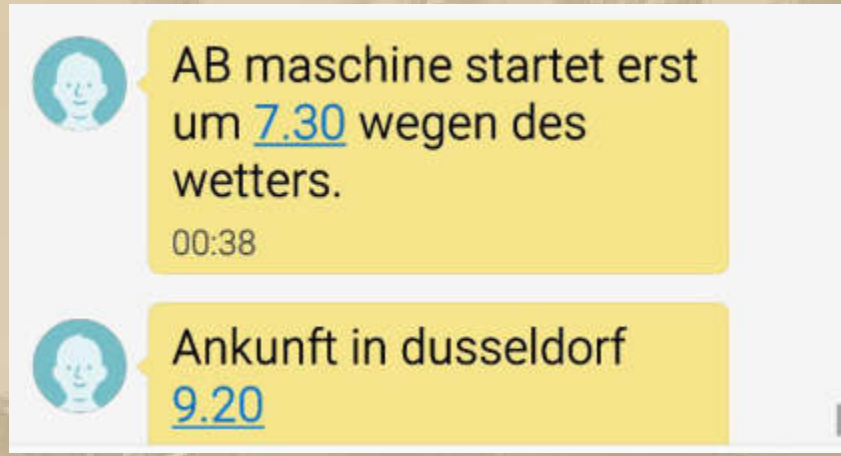 AB maschine startet erst
um 7.30 wegen des
wetters.
00:38
Ankunft in dusseldorf
9.20